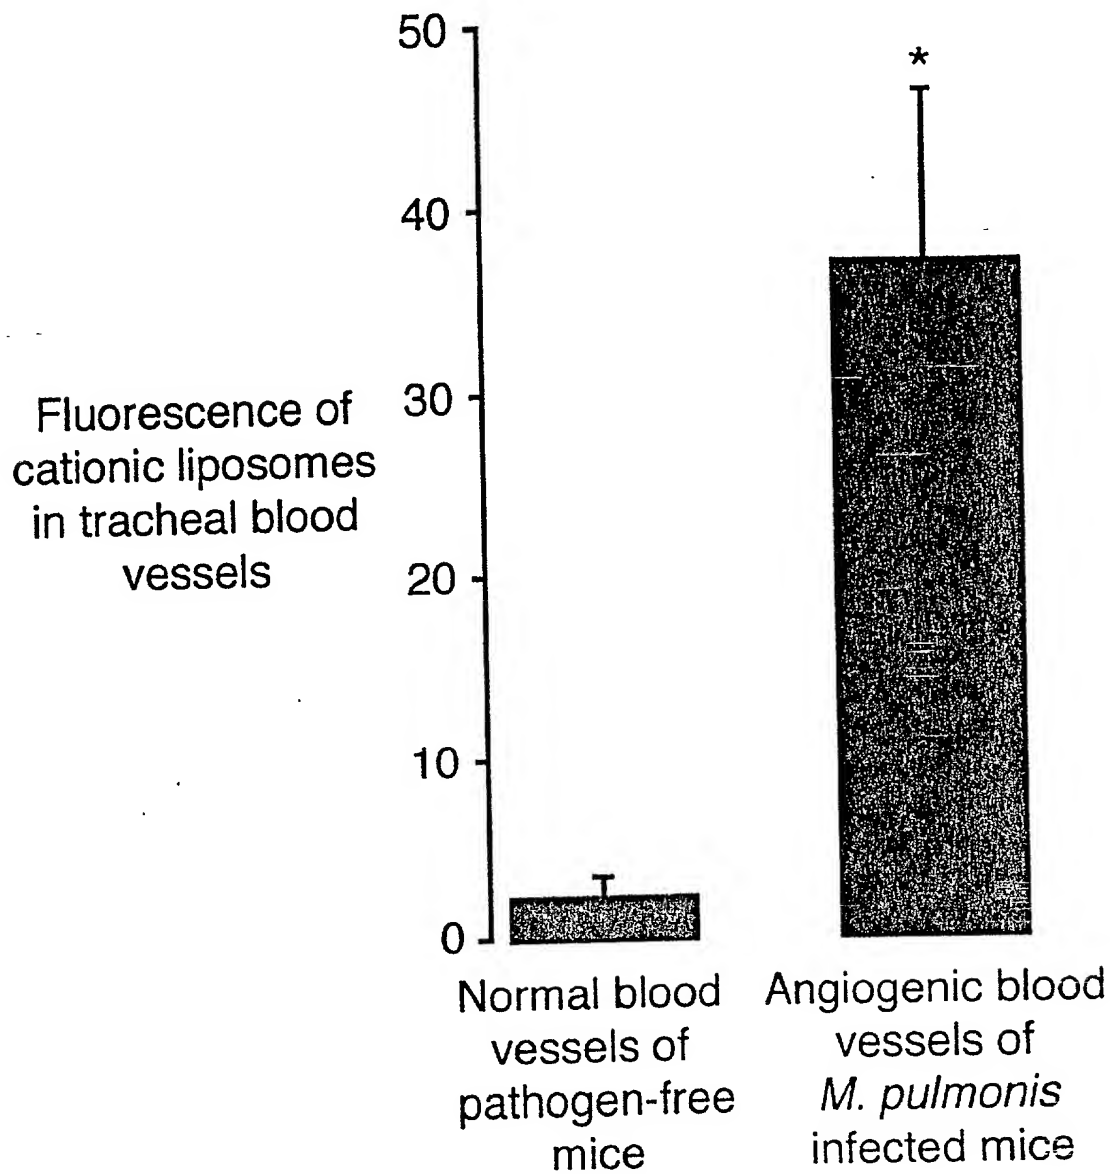 50
*
40
30
20
10
0
Fluorescence of
cationic liposomes
in tracheal blood
vessels
Normal blood
vessels of
pathogen-free
mice
Angiogenic blood
vessels of
M. pulmonis
infected mice